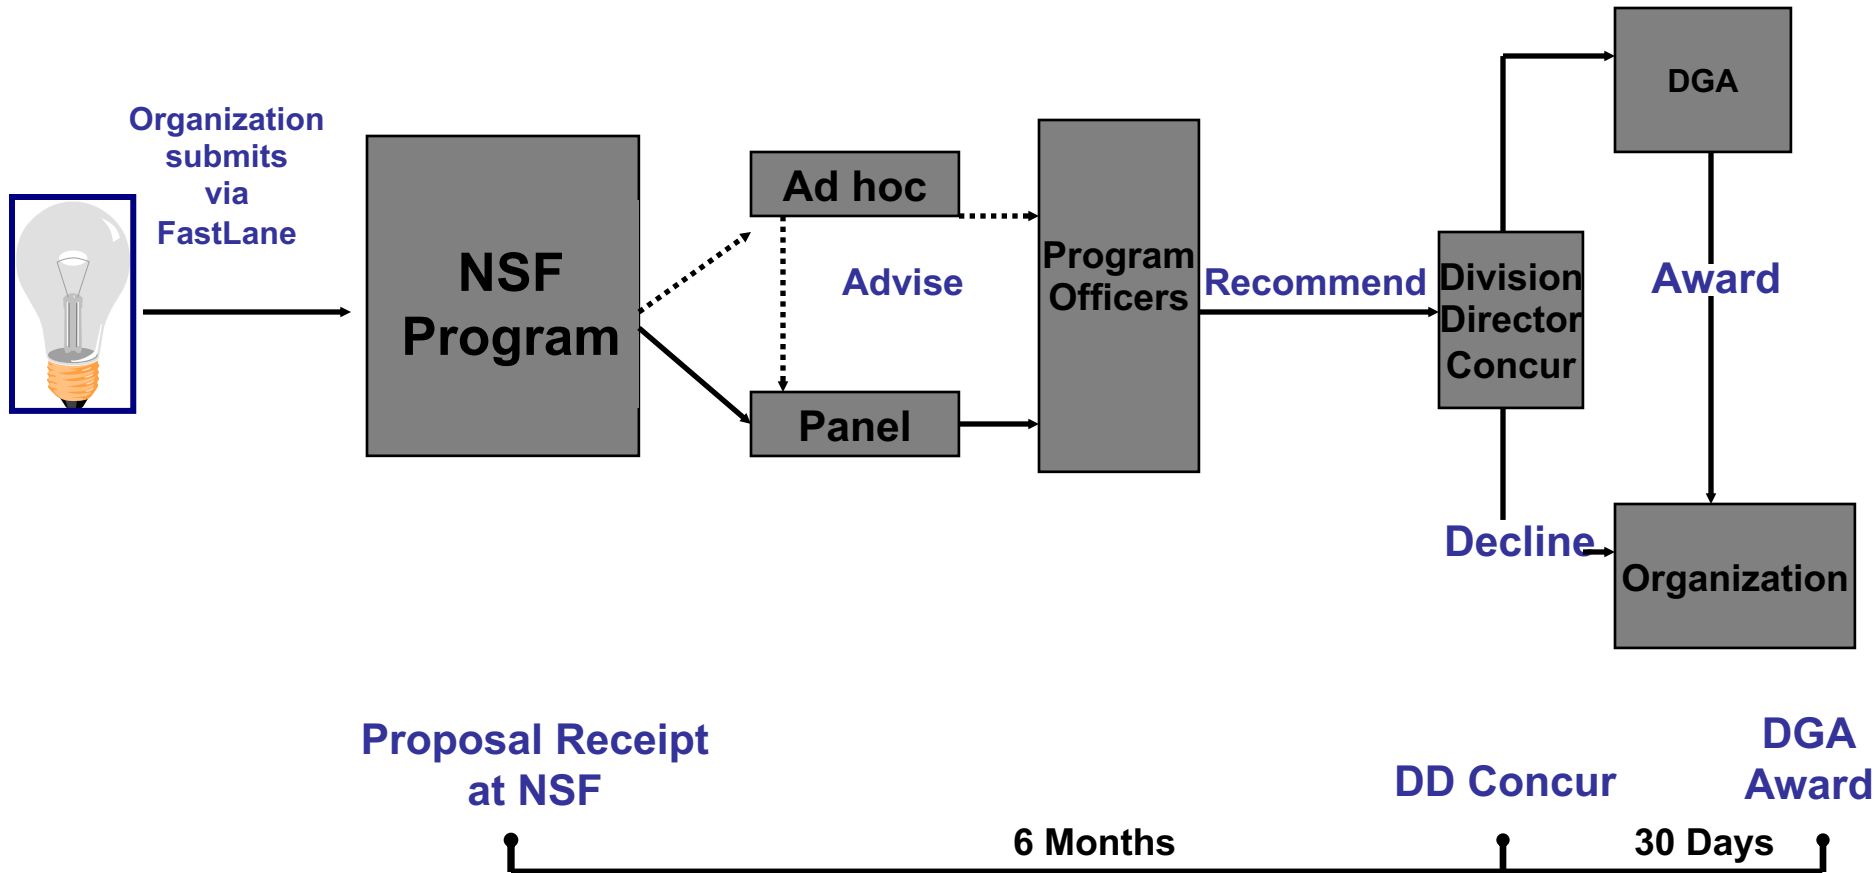 Organization
submits
via
FastLane
NSF
Program
Ad hoc
Advise
Panel
Program
Officers
Recommend
Division
Director
Concur
DGA
Award
Decline
Organization
Proposal Receipt
at NSF
DD Concur
DGA
Award
6 Months
30 Days